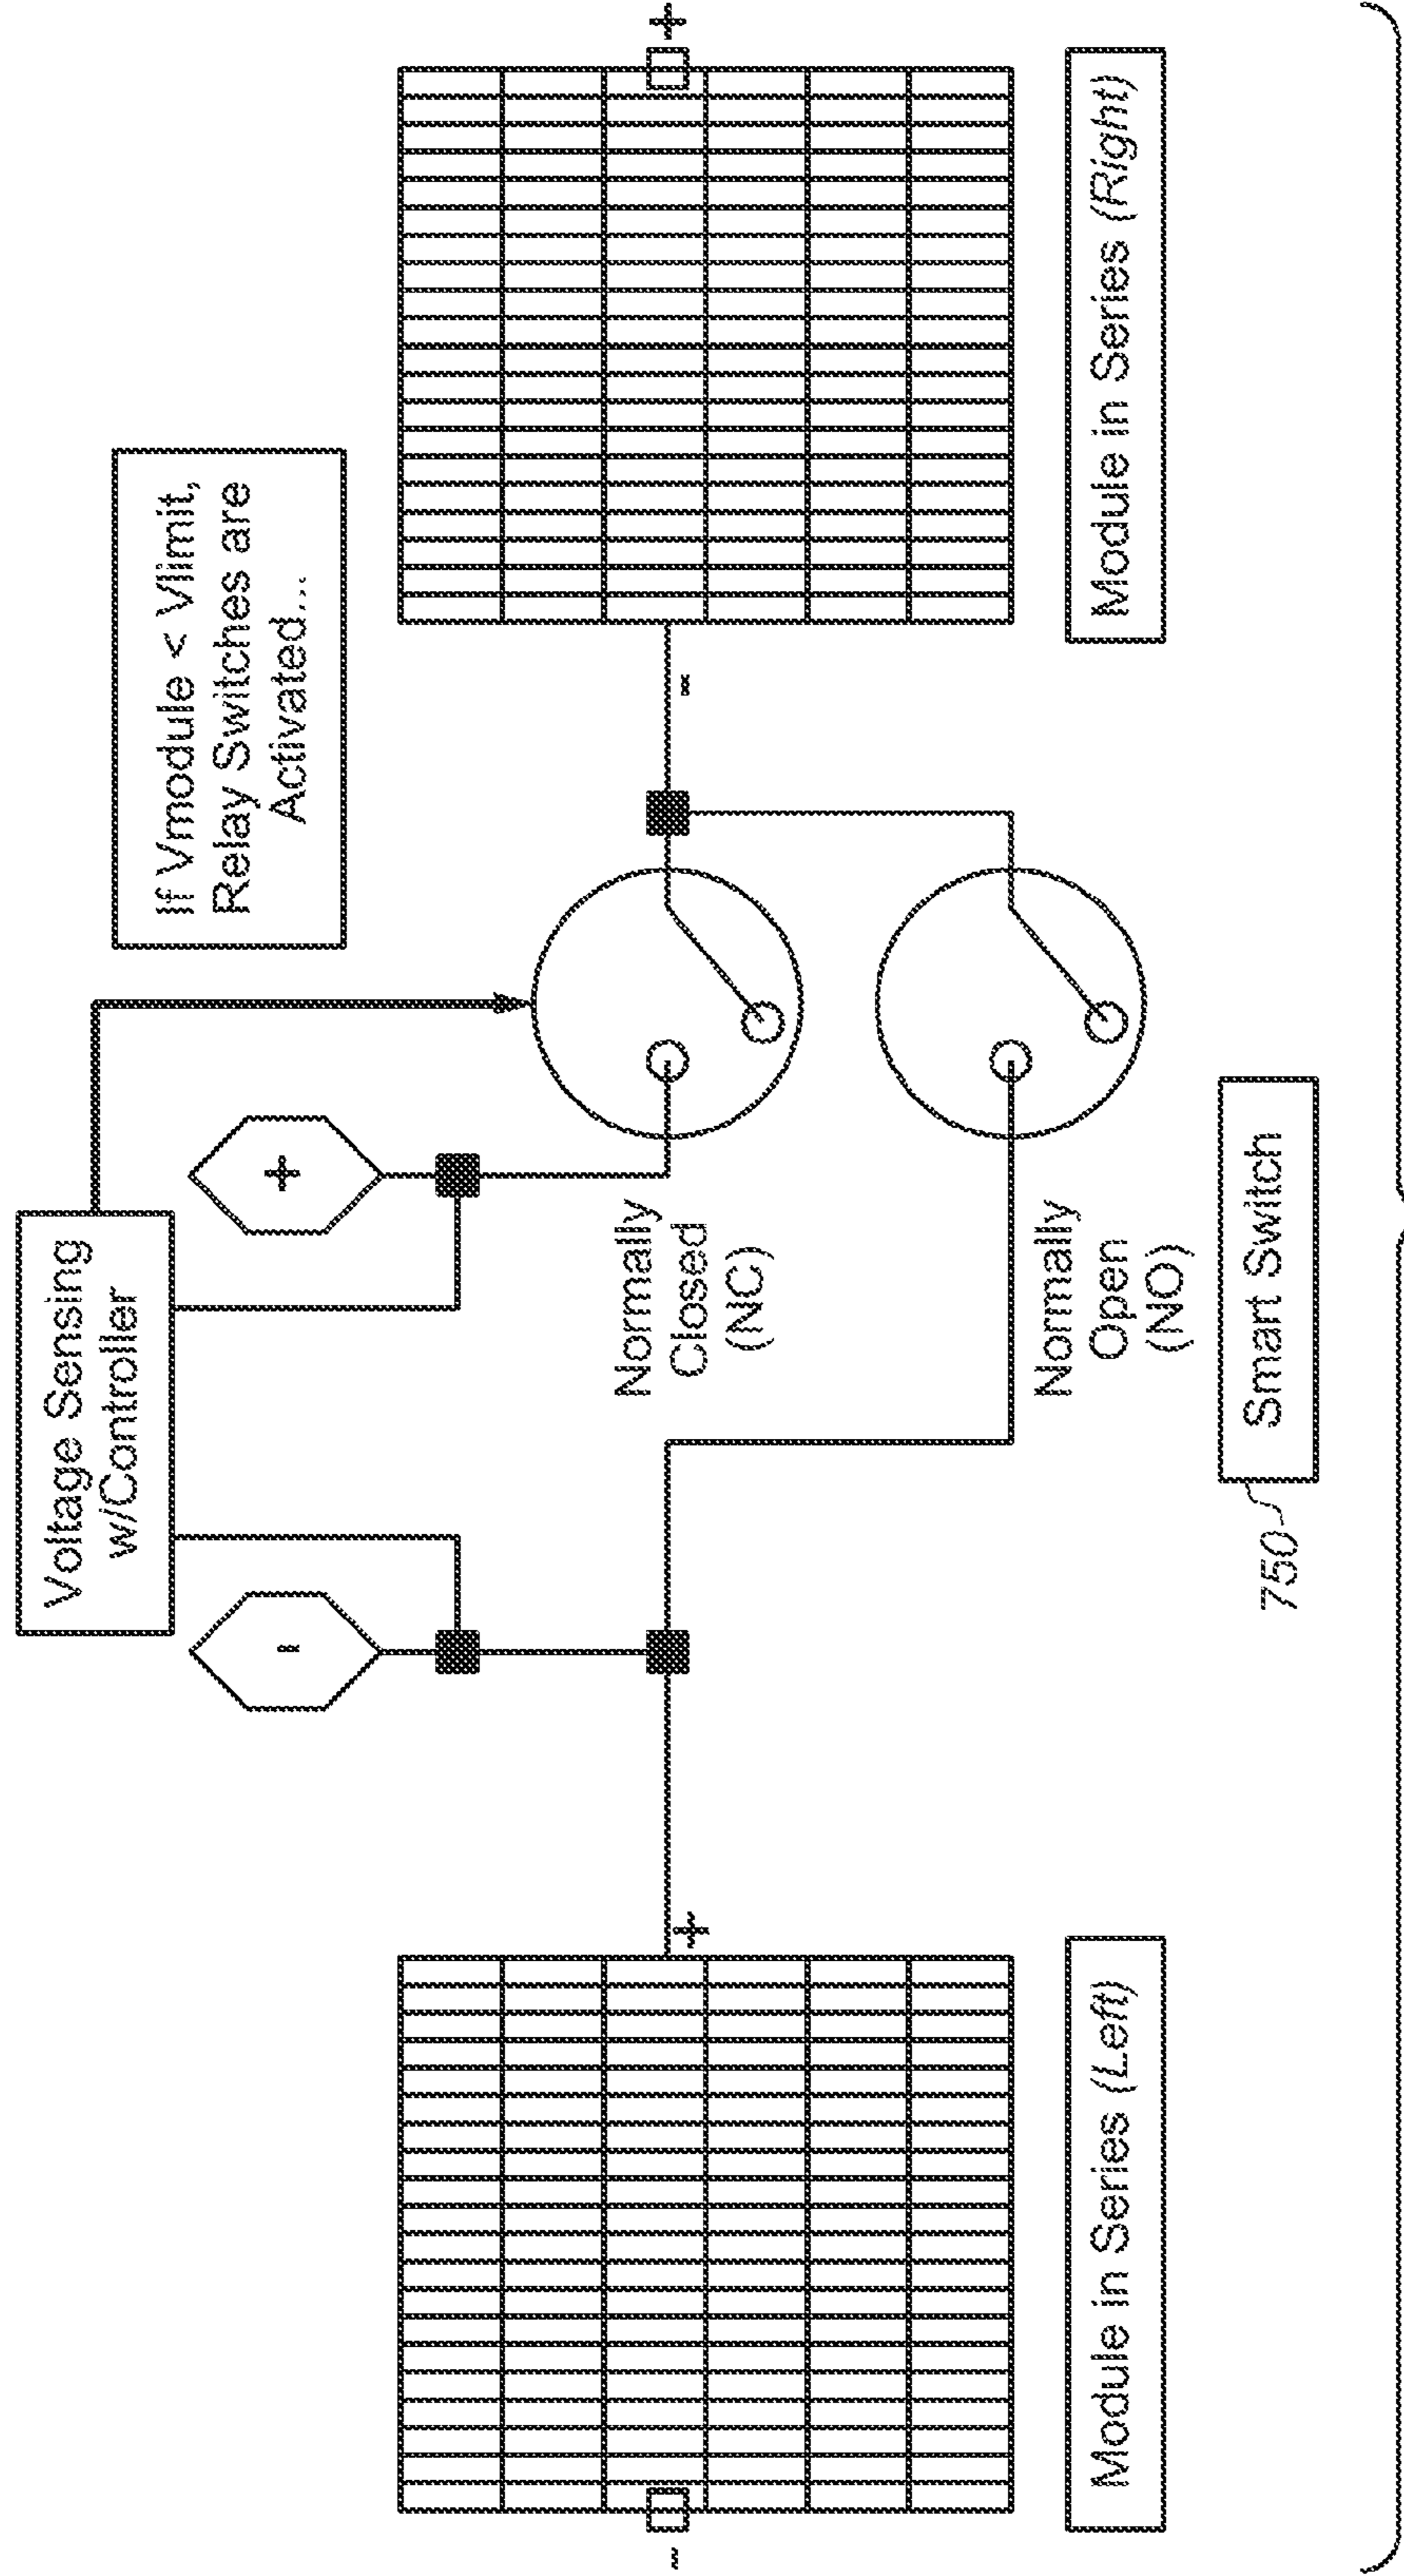 Voltage Sensing
w/Controller
If Vmodule < Vlimit,
Relay Switches are
Activated...
-
+
+
-
-
+
Normally
Closed
(NC)
Normally
Open
(NO)
Module in Series (Left)
Module in Series (Right)
750
Smart Switch